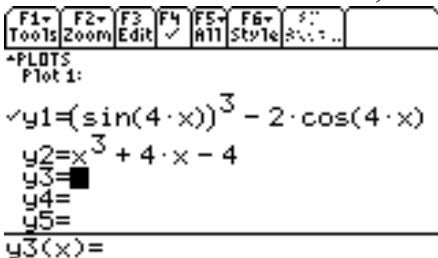 F1▾ F2▾ F3 F4 F5▾ F6▾
Tools Zoom Edit ✓ All Style
▴PLOTS
Plot 1:
✓y1=(sin(4·x))³ − 2·cos(4·x)
y2=x³ + 4·x − 4
y3=
y4=
y5=
y3(x)=